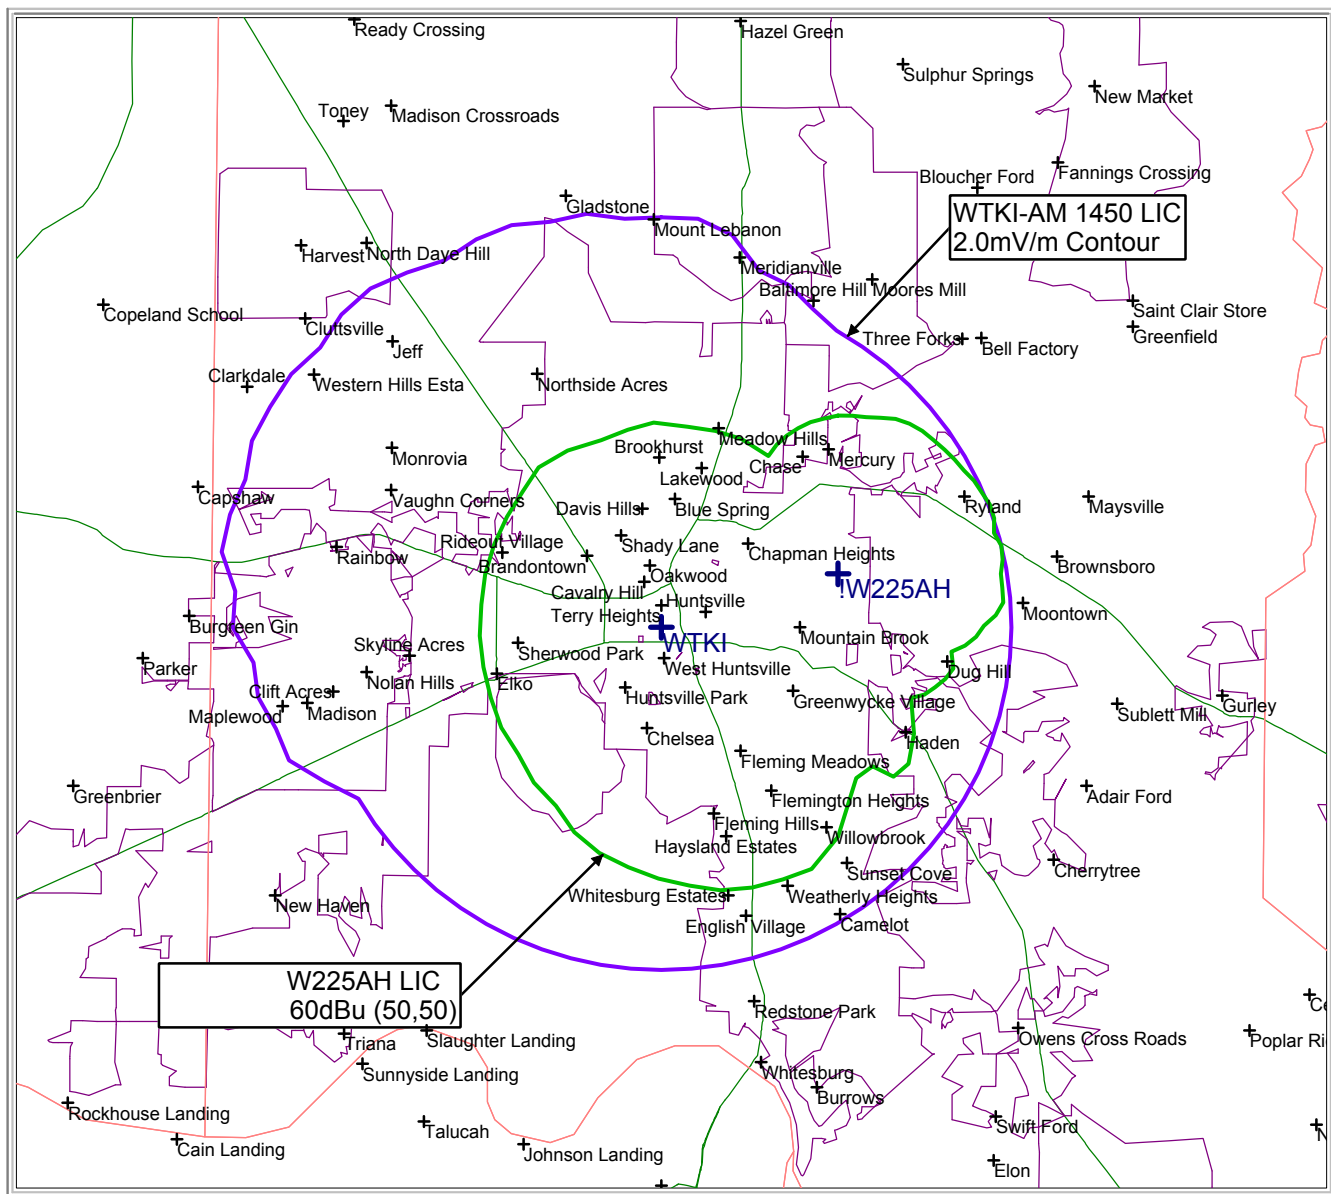 Ready Crossing
Hazel Green
Sulphur Springs
New Market
Toney
Madison Crossroads
Bloucher Ford
Fannings Crossing
Gladstone
WTKI-AM 1450 LIC
2.0mV/m Contour
Mount Lebanon
Harvest
North Daye Hill
Meridianville
Baltimore Hill
Moores Mill
Copeland School
Cluttsville
Saint Clair Store
Greenfield
Three Forks
Bell Factory
Jeff
Clarkdale
Western Hills Esta
Northside Acres
Meadow Hills
Brookhurst
Monrovia
Lakewood
Chase
Mercury
Capshaw
Vaughn Corners
Davis Hills
Blue Spring
Ryland
Maysville
Rideout Village
Shady Lane
Chapman Heights
Rainbow
Brandontown
Oakwood
Brownsboro
Cavalry Hill
!W225AH
Huntsville
Terry Heights
Moontown
Burgreen Gin
WTKI
Mountain Brook
Skyline Acres
Sherwood Park
West Huntsville
Parker
Nolan Hills
Elko
Dug Hill
Clift Acres
Huntsville Park
Greenwycke Village
Maplewood
Madison
Sublett Mill
Gurley
Chelsea
Haden
Fleming Meadows
Greenbrier
Flemington Heights
Adair Ford
Fleming Hills
Haysland Estates
Willowbrook
Sunset Cove
Cherrytree
New Haven
Whitesburg Estates
Weatherly Heights
English Village
Camelot
W225AH LIC
60dBu (50,50)
Redstone Park
Ce
Triana
Slaughter Landing
Owens Cross Roads
Poplar Ri
Sunnyside Landing
Whitesburg
Burrows
Rockhouse Landing
Talucah
Swift Ford
N
Cain Landing
Johnson Landing
Elon